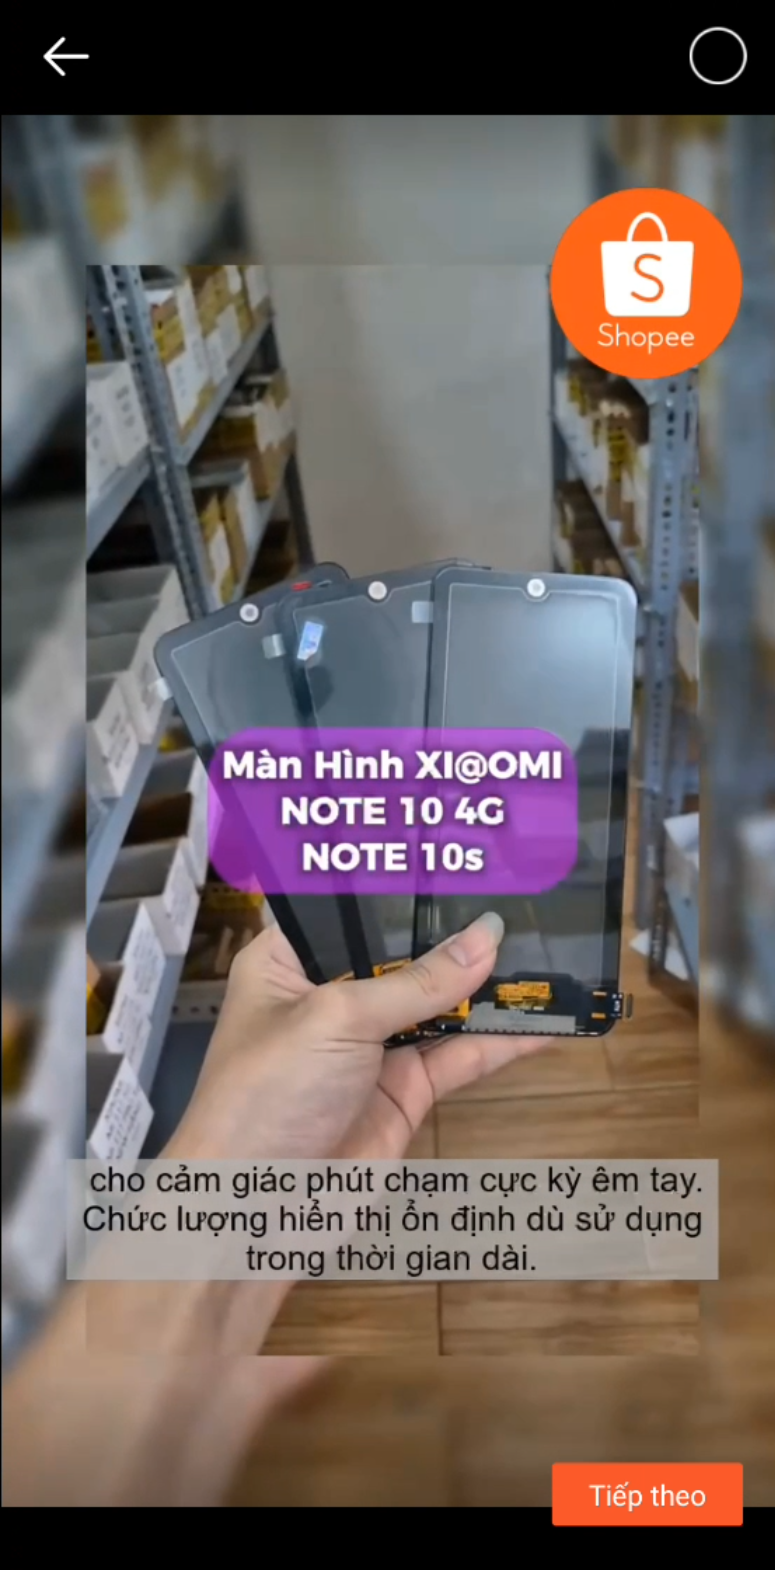 S
Shopee
Màn Hình XI@OMI
NOTE 10 4G
NOTE 10s
cho cảm giác phút chạm cực kỳ êm tay.
Chức lượng hiển thị ổn định dù sử dụng
trong thời gian dài.
Tiếp theo